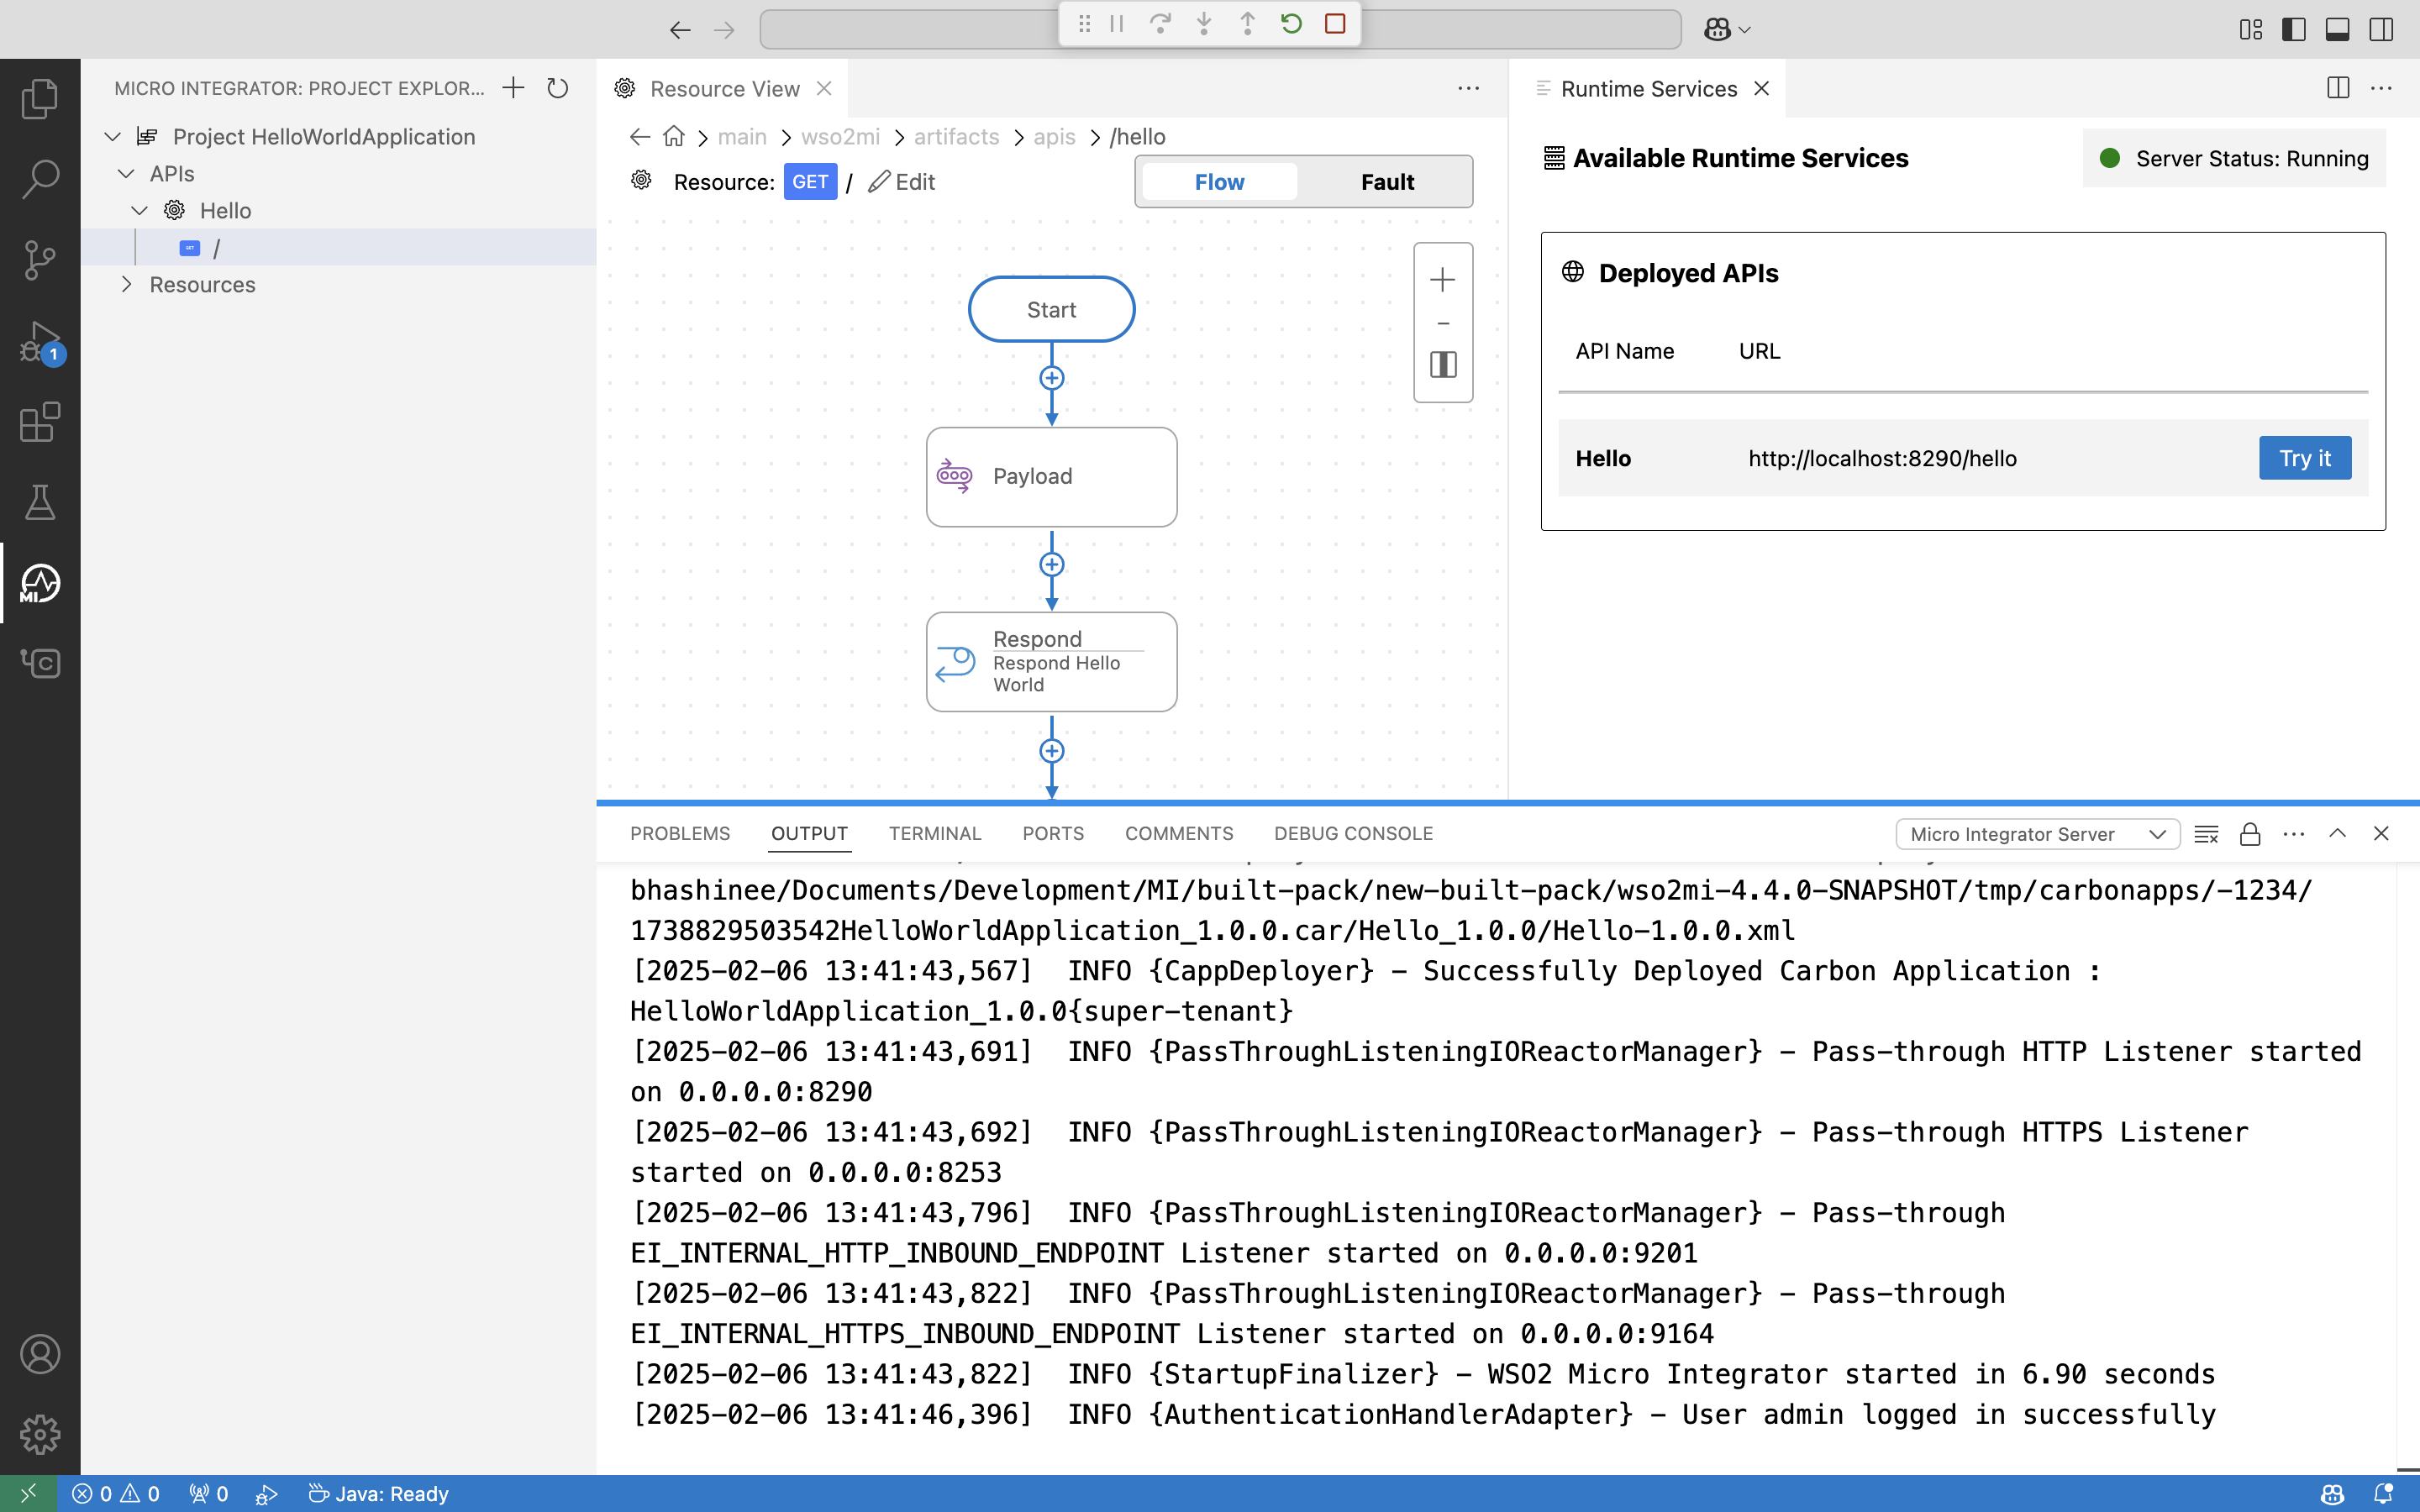 MICRO INTEGRATOR: PROJECT EXPLOR...
Project HelloWorldApplication
APIs
Hello
GET /
Resources
1
MI
Resource View
main > wso2mi > artifacts > apis > /hello
Resource: GET / Edit
Flow Fault
Start
Payload
Respond
Respond Hello
World
Runtime Services
Available Runtime Services
Server Status: Running
Deployed APIs
API Name URL
Hello http://localhost:8290/hello Try it
PROBLEMS OUTPUT TERMINAL PORTS COMMENTS DEBUG CONSOLE Micro Integrator Server
bhashinee/Documents/Development/MI/built-pack/new-built-pack/wso2mi-4.4.0-SNAPSHOT/tmp/carbonapps/-1234/
1738829503542HelloWorldApplication_1.0.0.car/Hello_1.0.0/Hello-1.0.0.xml
[2025-02-06 13:41:43,567]  INFO {CappDeployer} - Successfully Deployed Carbon Application :
HelloWorldApplication_1.0.0{super-tenant}
[2025-02-06 13:41:43,691]  INFO {PassThroughListeningIOReactorManager} - Pass-through HTTP Listener started
on 0.0.0.0:8290
[2025-02-06 13:41:43,692]  INFO {PassThroughListeningIOReactorManager} - Pass-through HTTPS Listener
started on 0.0.0.0:8253
[2025-02-06 13:41:43,796]  INFO {PassThroughListeningIOReactorManager} - Pass-through
EI_INTERNAL_HTTP_INBOUND_ENDPOINT Listener started on 0.0.0.0:9201
[2025-02-06 13:41:43,822]  INFO {PassThroughListeningIOReactorManager} - Pass-through
EI_INTERNAL_HTTPS_INBOUND_ENDPOINT Listener started on 0.0.0.0:9164
[2025-02-06 13:41:43,822]  INFO {StartupFinalizer} - WSO2 Micro Integrator started in 6.90 seconds
[2025-02-06 13:41:46,396]  INFO {AuthenticationHandlerAdapter} - User admin logged in successfully
0 0 0 Java: Ready